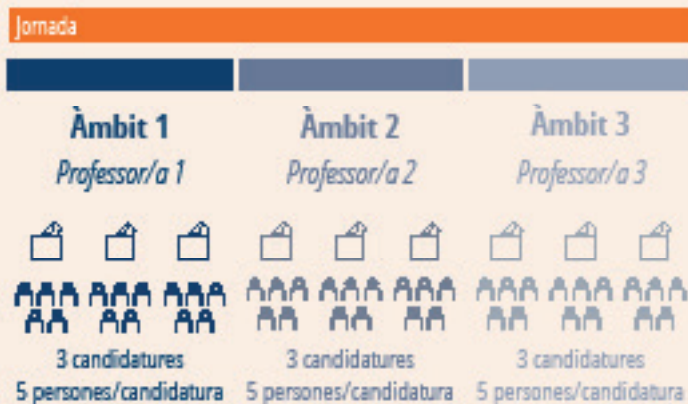 Jornada
Àmbit 1
Professor/a 1
3 candidatures
5 persones/candidatura
Àmbit 2
Professor/a 2
3 candidatures
5 persones/candidatura
Àmbit 3
Professor/a 3
3 candidatures
5 persones/candidatura